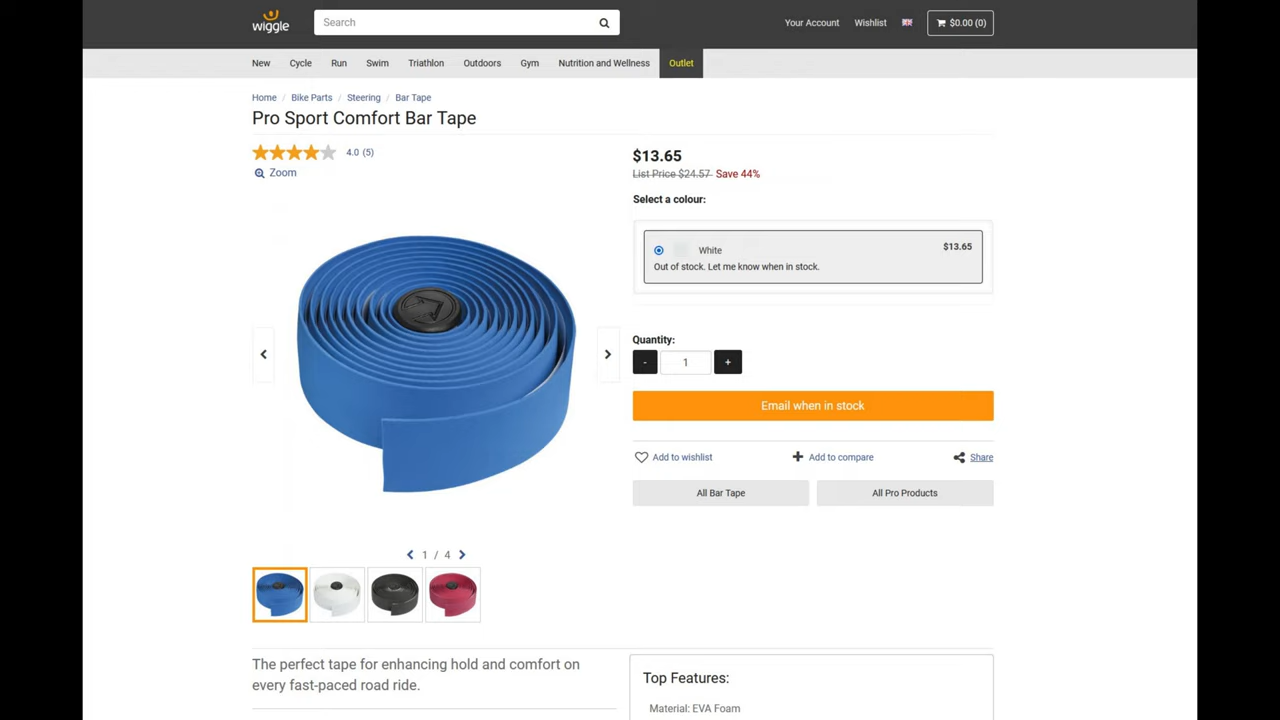 wiggle
Search
Your Account
Wishlist
$0.00 (0)
New
Cycle
Run
Swim
Triathlon
Outdoors
Gym
Nutrition and Wellness
Outlet
Home / Bike Parts / Steering / Bar Tape
Pro Sport Comfort Bar Tape
4.0 (5)
Zoom
$13.65
List Price $24.57 Save 44%
Select a colour:
White
$13.65
Out of stock. Let me know when in stock.
Quantity:
- 1 +
Email when in stock
Add to wishlist
Add to compare
Share
All Bar Tape
All Pro Products
1 / 4
The perfect tape for enhancing hold and comfort on
every fast-paced road ride.
Top Features:
Material: EVA Foam